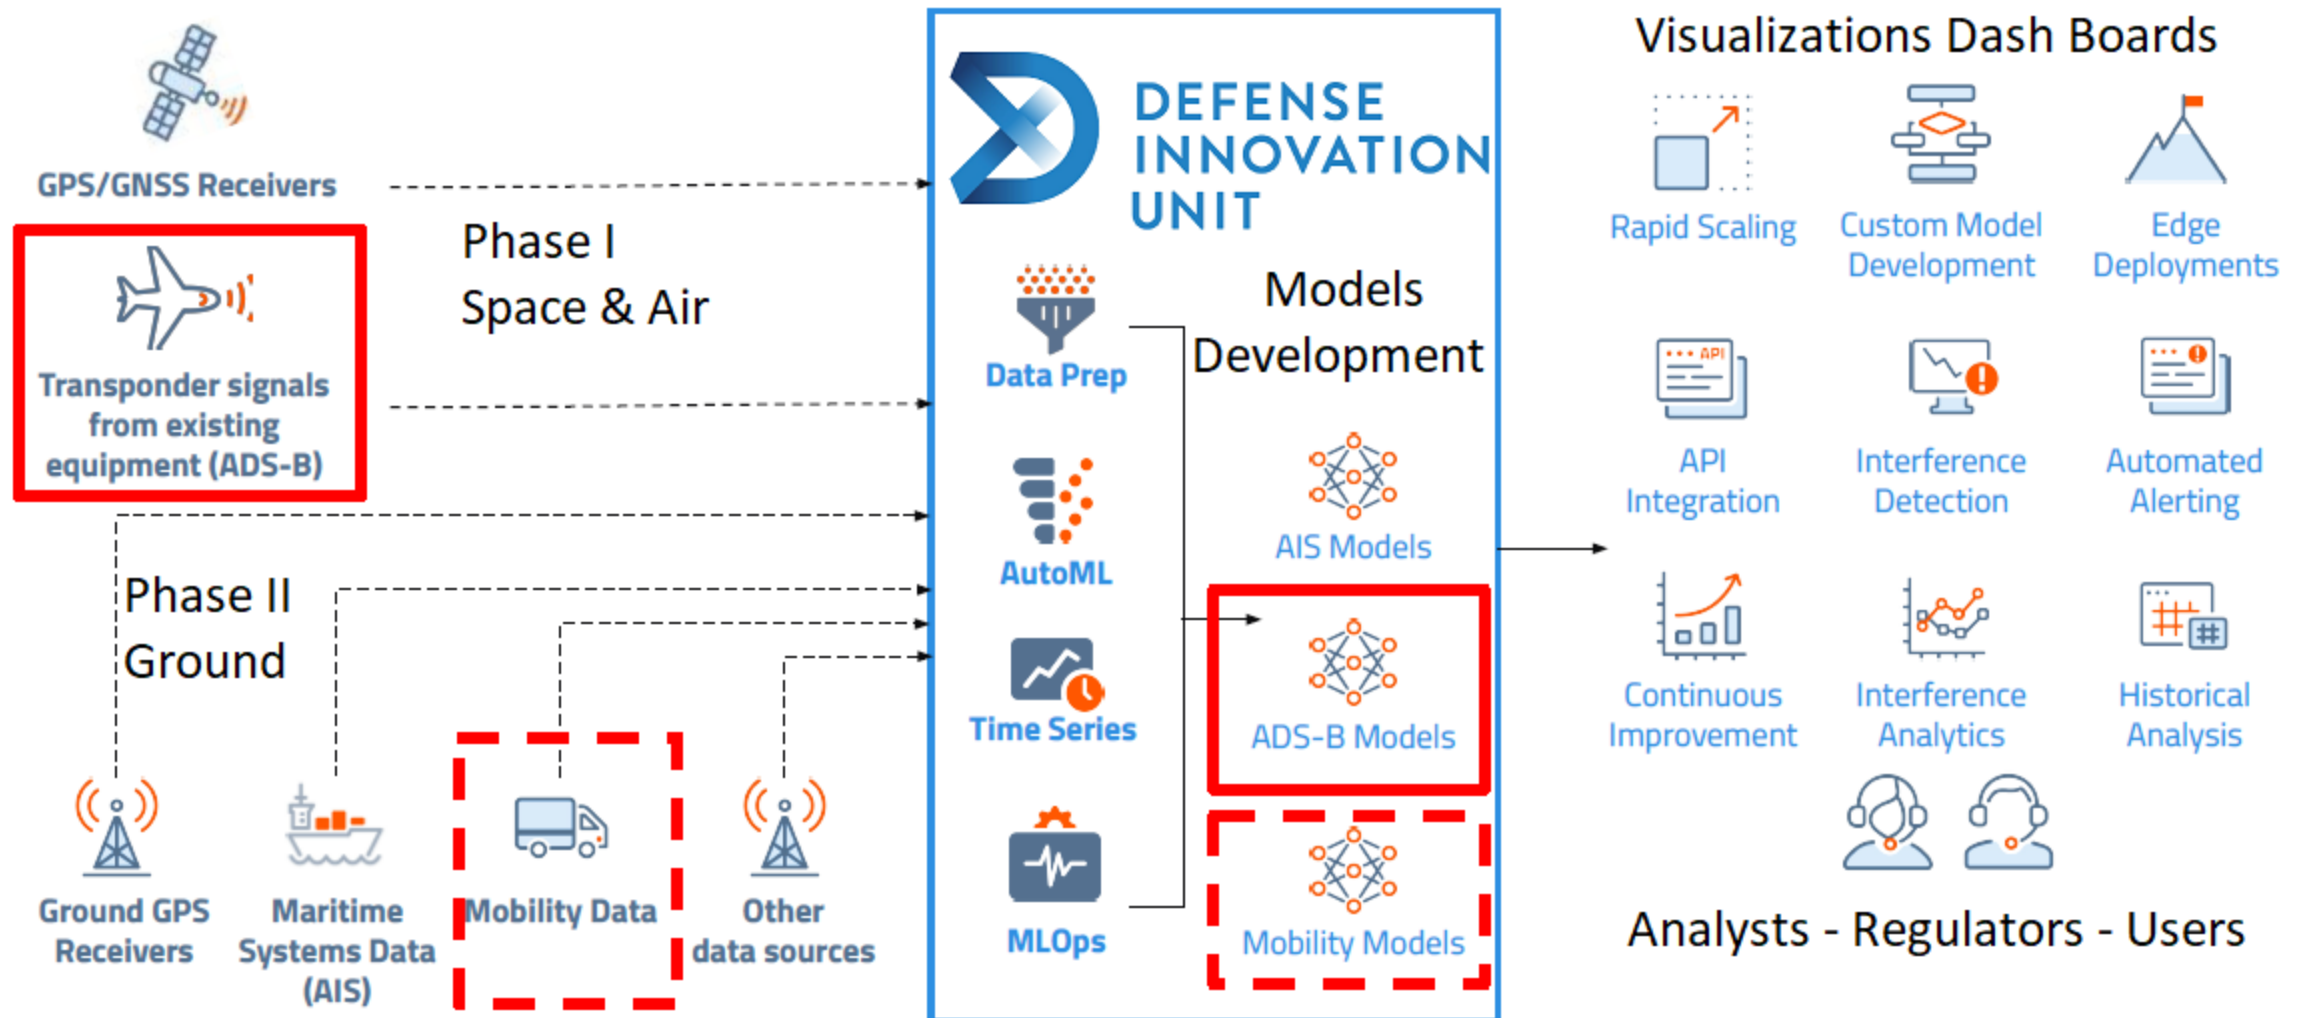 GPS/GNSS Receivers
Transponder signals
from existing
equipment (ADS-B)
Phase I
Space & Air
Phase II
Ground
Ground GPS
Receivers
Maritime
Systems Data
(AIS)
Mobility Data
Other
data sources
DEFENSE
INNOVATION
UNIT
Data Prep
AutoML
Time Series
MLOps
Models
Development
AIS Models
ADS-B Models
Mobility Models
Visualizations Dash Boards
Rapid Scaling
Custom Model
Development
Edge
Deployments
API
API
Integration
Interference
Detection
Automated
Alerting
Continuous
Improvement
Interference
Analytics
Historical
Analysis
Analysts - Regulators - Users